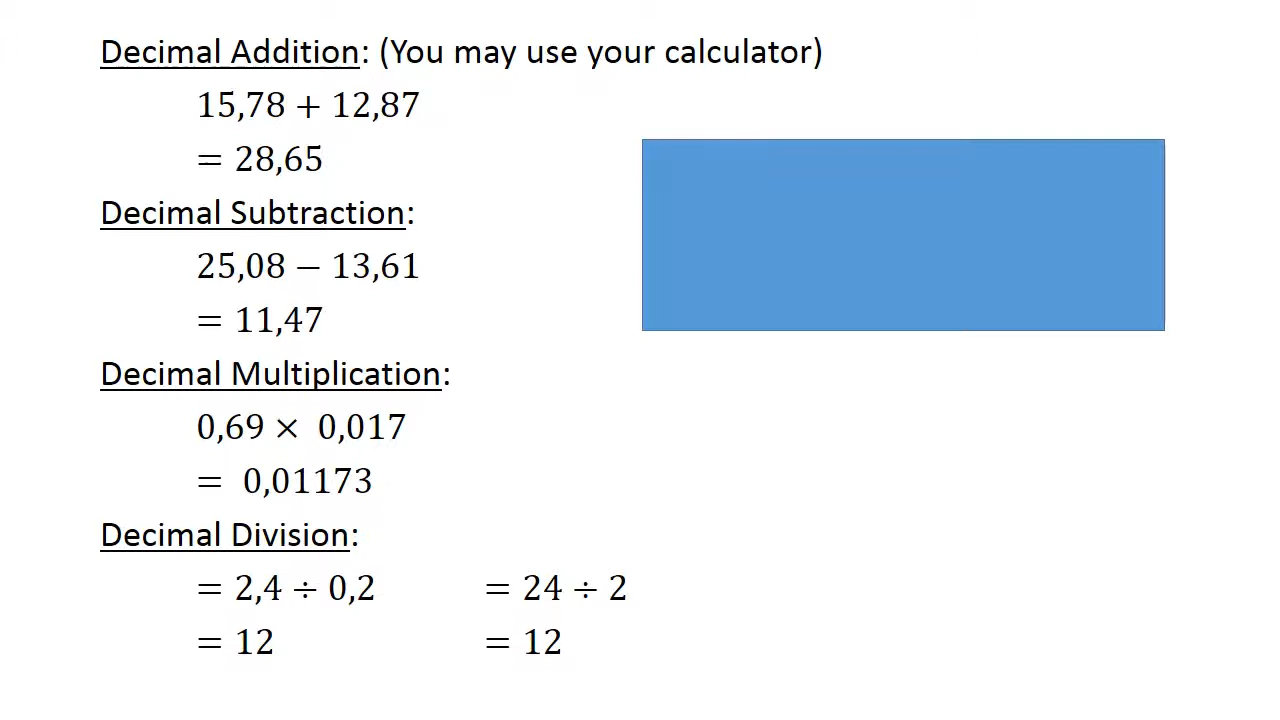 Decimal Addition: (You may use your calculator)
15,78 + 12,87
= 28,65
Decimal Subtraction:
25,08 − 13,61
= 11,47
Decimal Multiplication:
0,69 × 0,017
= 0,01173
Decimal Division:
= 2,4 ÷ 0,2 = 24 ÷ 2
= 12 = 12